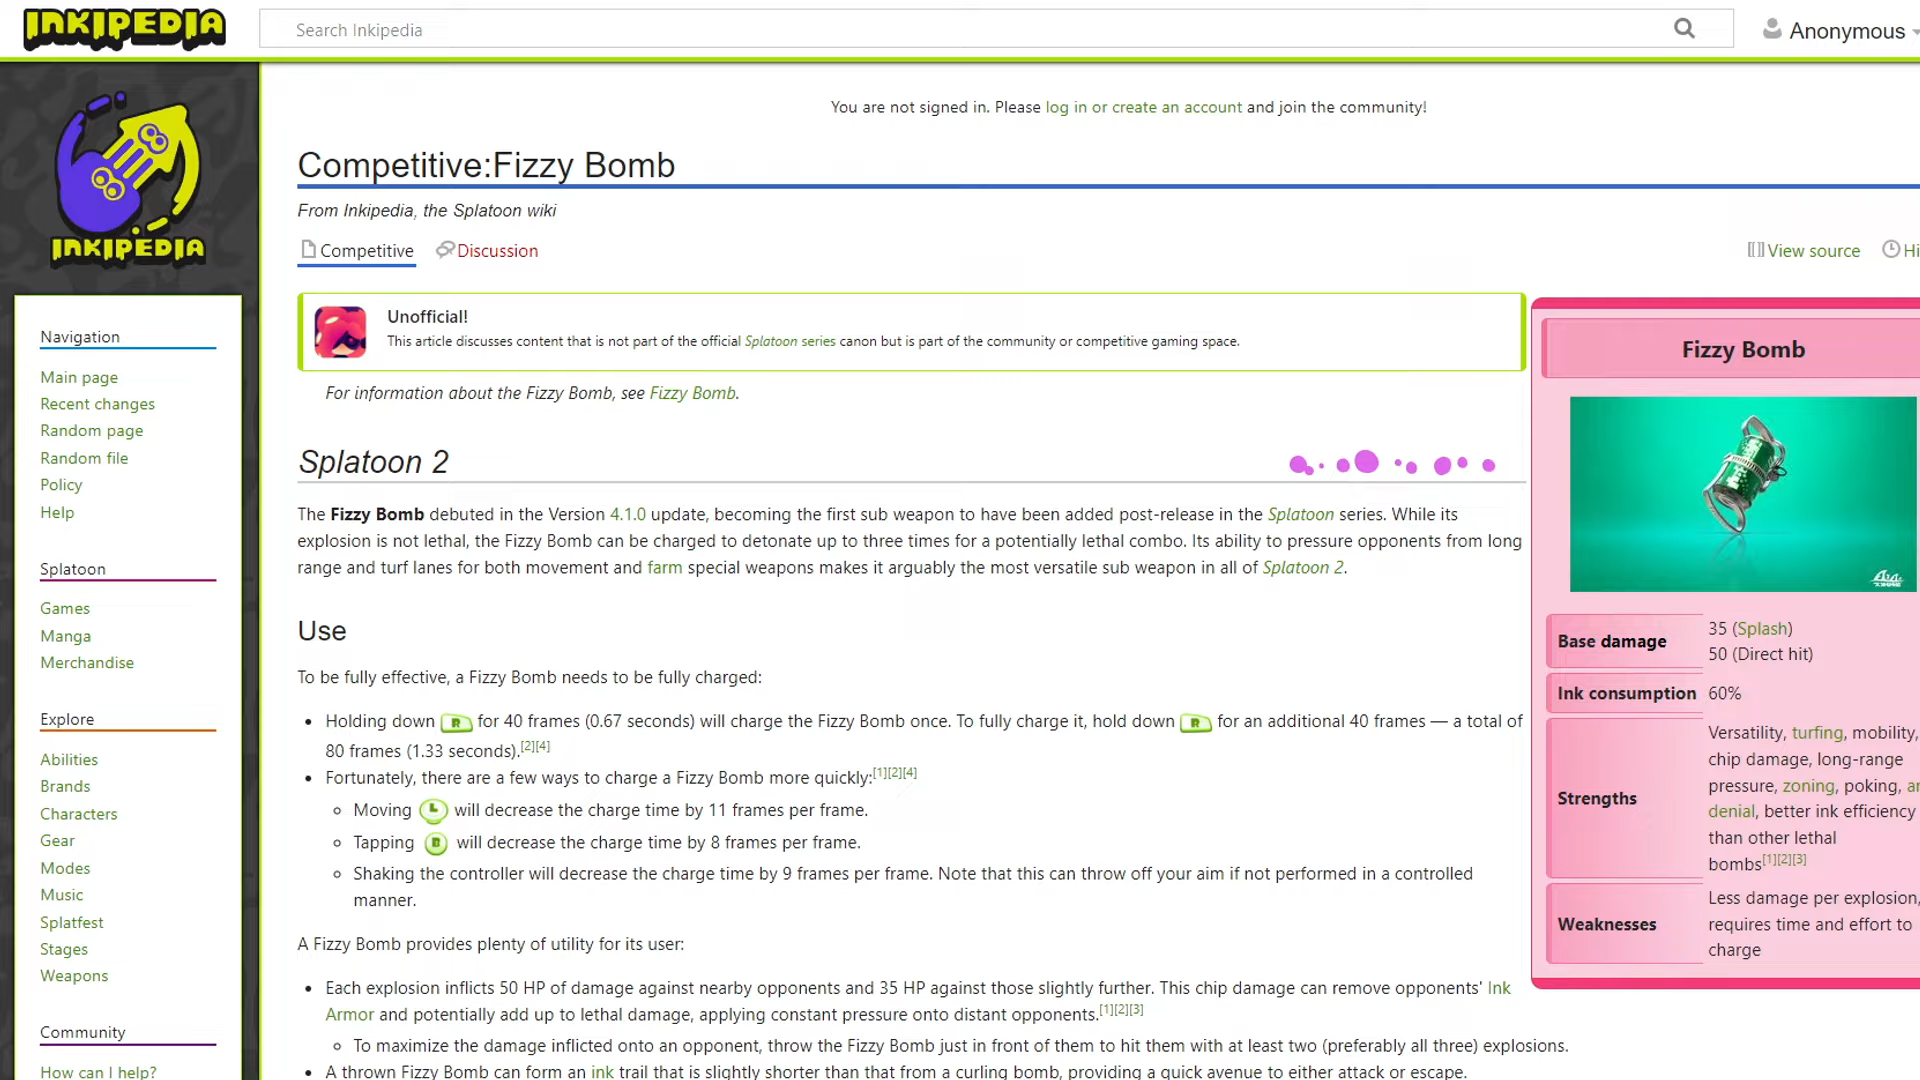 INKIPEDIA
Search Inkipedia
Anonymous
INKIPEDIA
You are not signed in. Please log in or create an account and join the community!
Competitive:Fizzy Bomb
From Inkipedia, the Splatoon wiki
Competitive
Discussion
View source
Hi
Unofficial!
This article discusses content that is not part of the official Splatoon series canon but is part of the community or competitive gaming space.
For information about the Fizzy Bomb, see Fizzy Bomb.
Splatoon 2
The Fizzy Bomb debuted in the Version 4.1.0 update, becoming the first sub weapon to have been added post-release in the Splatoon series. While its
explosion is not lethal, the Fizzy Bomb can be charged to detonate up to three times for a potentially lethal combo. Its ability to pressure opponents from long
range and turf lanes for both movement and farm special weapons makes it arguably the most versatile sub weapon in all of Splatoon 2.
Use
To be fully effective, a Fizzy Bomb needs to be fully charged:
Holding down R for 40 frames (0.67 seconds) will charge the Fizzy Bomb once. To fully charge it, hold down R for an additional 40 frames — a total of
80 frames (1.33 seconds).[2][4]
Fortunately, there are a few ways to charge a Fizzy Bomb more quickly:[1][2][4]
Moving L will decrease the charge time by 11 frames per frame.
Tapping B will decrease the charge time by 8 frames per frame.
Shaking the controller will decrease the charge time by 9 frames per frame. Note that this can throw off your aim if not performed in a controlled
manner.
A Fizzy Bomb provides plenty of utility for its user:
Each explosion inflicts 50 HP of damage against nearby opponents and 35 HP against those slightly further. This chip damage can remove opponents' Ink
Armor and potentially add up to lethal damage, applying constant pressure onto distant opponents.[1][2][3]
To maximize the damage inflicted onto an opponent, throw the Fizzy Bomb just in front of them to hit them with at least two (preferably all three) explosions.
A thrown Fizzy Bomb can form an ink trail that is slightly shorter than that from a curling bomb, providing a quick avenue to either attack or escape.
Navigation
Main page
Recent changes
Random page
Random file
Policy
Help
Splatoon
Games
Manga
Merchandise
Explore
Abilities
Brands
Characters
Gear
Modes
Music
Splatfest
Stages
Weapons
Community
How can I help?
Fizzy Bomb
Base damage
35 (Splash)
50 (Direct hit)
Ink consumption
60%
Strengths
Versatility, turfing, mobility,
chip damage, long-range
pressure, zoning, poking, ar
denial, better ink efficiency
than other lethal
bombs[1][2][3]
Weaknesses
Less damage per explosion,
requires time and effort to
charge